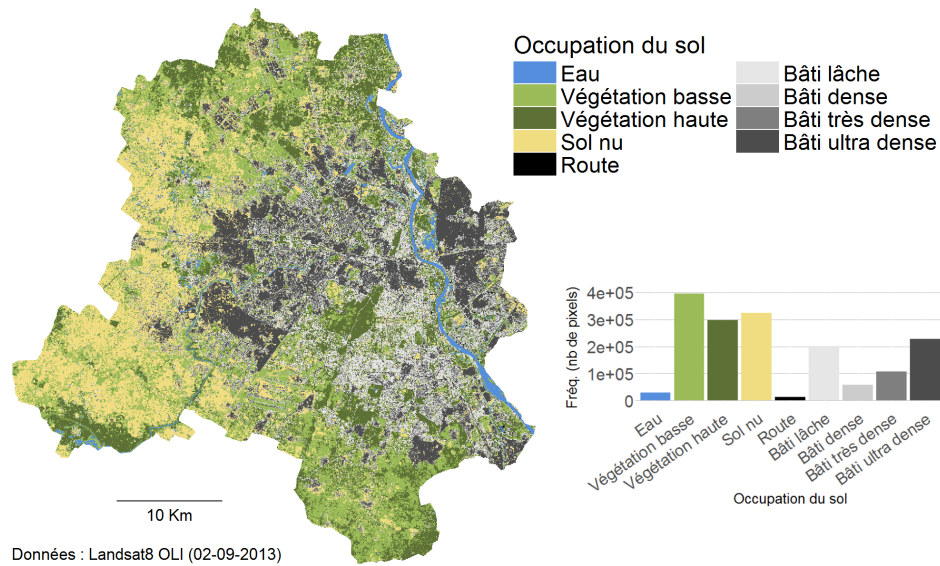 Occupation du sol
Eau
Végétation basse
Végétation haute
Sol nu
Route
Bâti lâche
Bâti dense
Bâti très dense
Bâti ultra dense
Fréq. (nb de pixels)
4e+05
3e+05
2e+05
1e+05
0
Eau
Végétation basse
Végétation haute
Sol nu
Route
Bâti lâche
Bâti dense
Bâti très dense
Bâti ultra dense
Occupation du sol
10 Km
Données : Landsat8 OLI (02-09-2013)